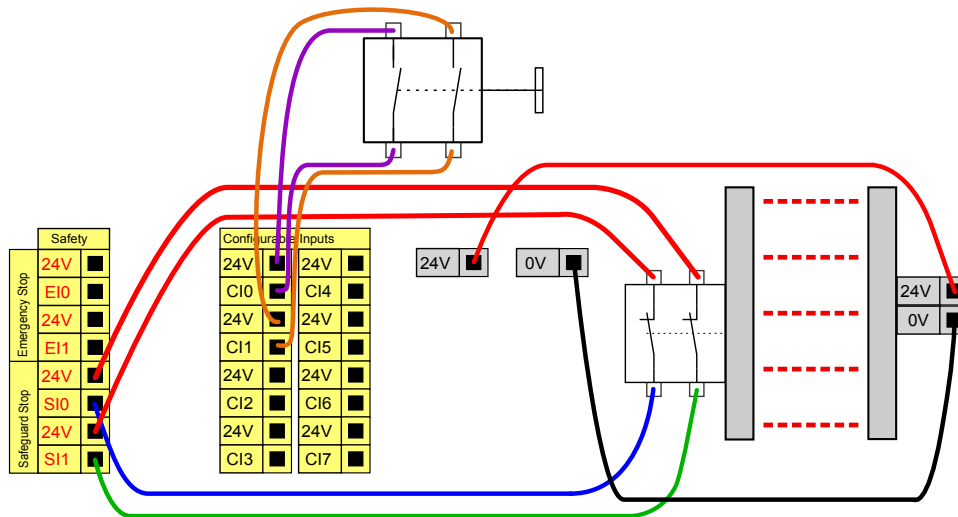 Safety
Emergency Stop
24V
EI0
24V
EI1
Safeguard Stop
24V
SI0
24V
SI1
Configurable Inputs
24V 24V
CI0 CI4
24V 24V
CI1 CI5
24V 24V
CI2 CI6
24V 24V
CI3 CI7
24V
0V
24V
0V